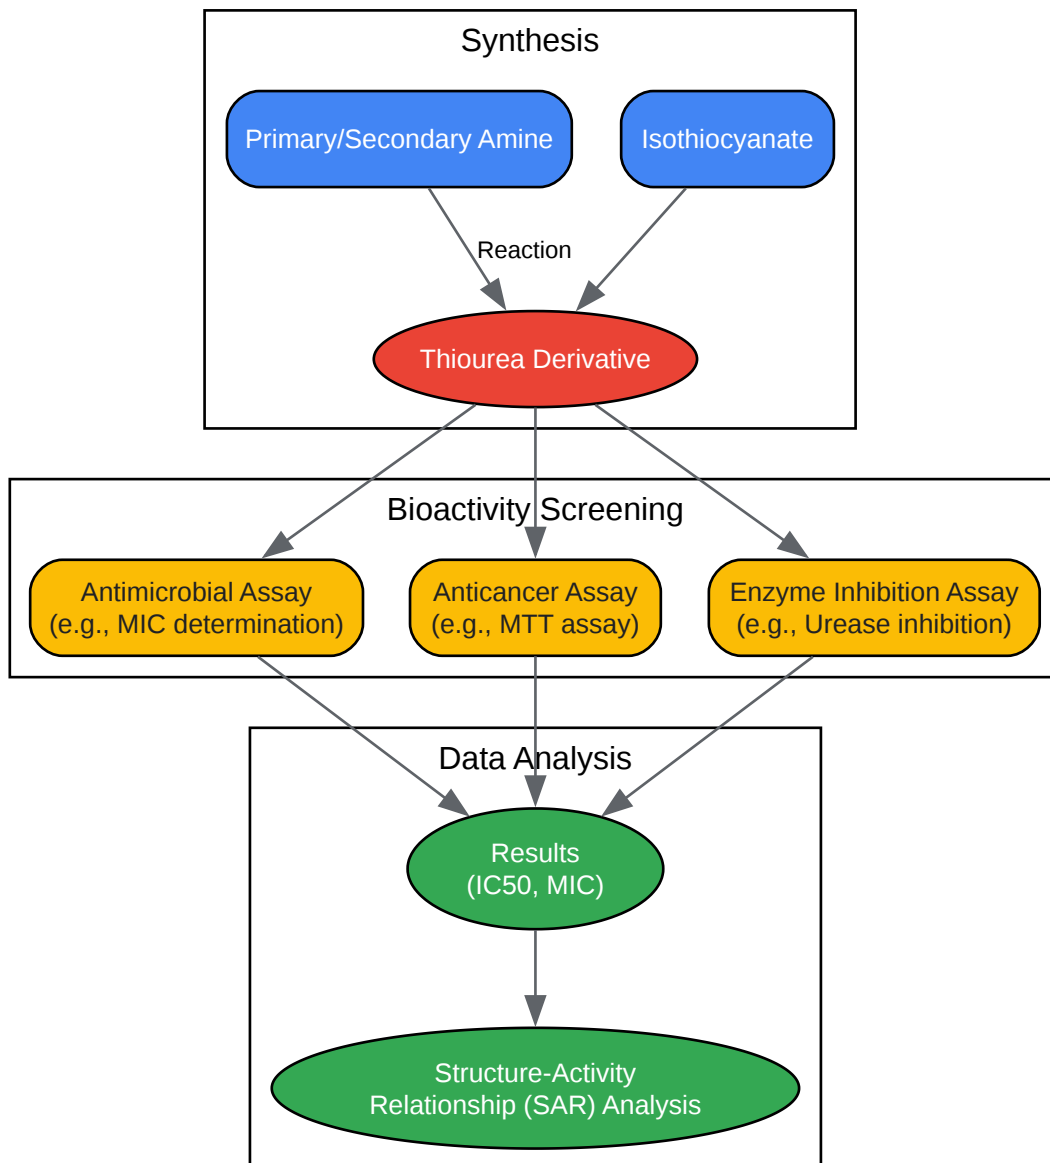 Synthesis
Primary/Secondary Amine
Isothiocyanate
Reaction
Thiourea Derivative
Bioactivity Screening
Antimicrobial Assay
(e.g., MIC determination)
Anticancer Assay
(e.g., MTT assay)
Enzyme Inhibition Assay
(e.g., Urease inhibition)
Data Analysis
Results
(IC50, MIC)
Structure-Activity
Relationship (SAR) Analysis